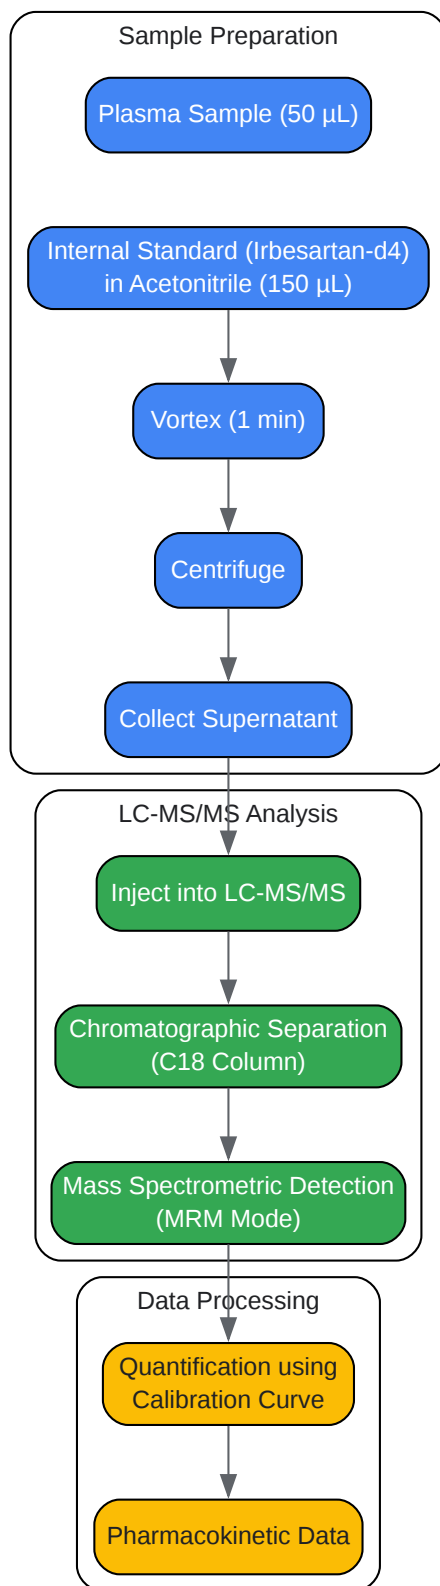 Sample Preparation
Plasma Sample (50 µL)
Internal Standard (Irbesartan-d4)
in Acetonitrile (150 µL)
Vortex (1 min)
Centrifuge
Collect Supernatant
LC-MS/MS Analysis
Inject into LC-MS/MS
Chromatographic Separation
(C18 Column)
Mass Spectrometric Detection
(MRM Mode)
Data Processing
Quantification using
Calibration Curve
Pharmacokinetic Data